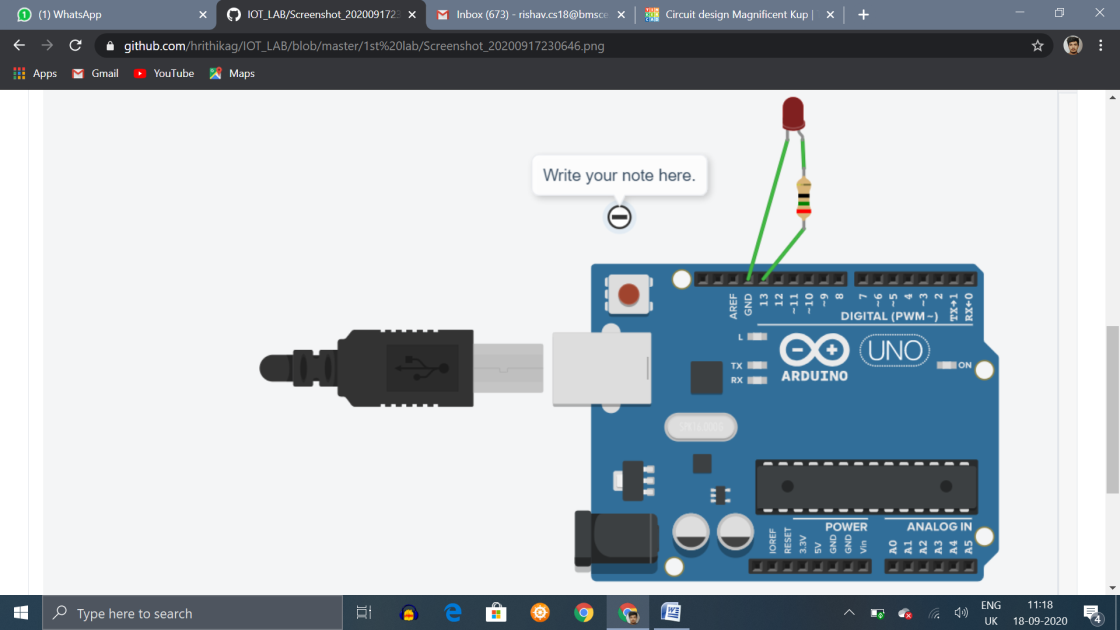 (1) WhatsApp
IOT_LAB/Screenshot_2020091723
Inbox (673) - rishav.cs18@bmsce
Circuit design Magnificent Kup |
github.com/hrithikag/IOT_LAB/blob/master/1st%20lab/Screenshot_20200917230646.png
Apps
Gmail
YouTube
Maps
Write your note here.
AREF
GND
13
12
~11
~10
~9
8
7
~6
~5
4
~3
2
TX→1
RX←0
DIGITAL (PWM~)
L
TX
RX
ARDUINO
UNO
ON
POWER
ANALOG IN
IOREF
RESET
3.3V
5V
GND
GND
Vin
A0
A1
A2
A3
A4
A5
Type here to search
ENG
UK
11:18
18-09-2020
4